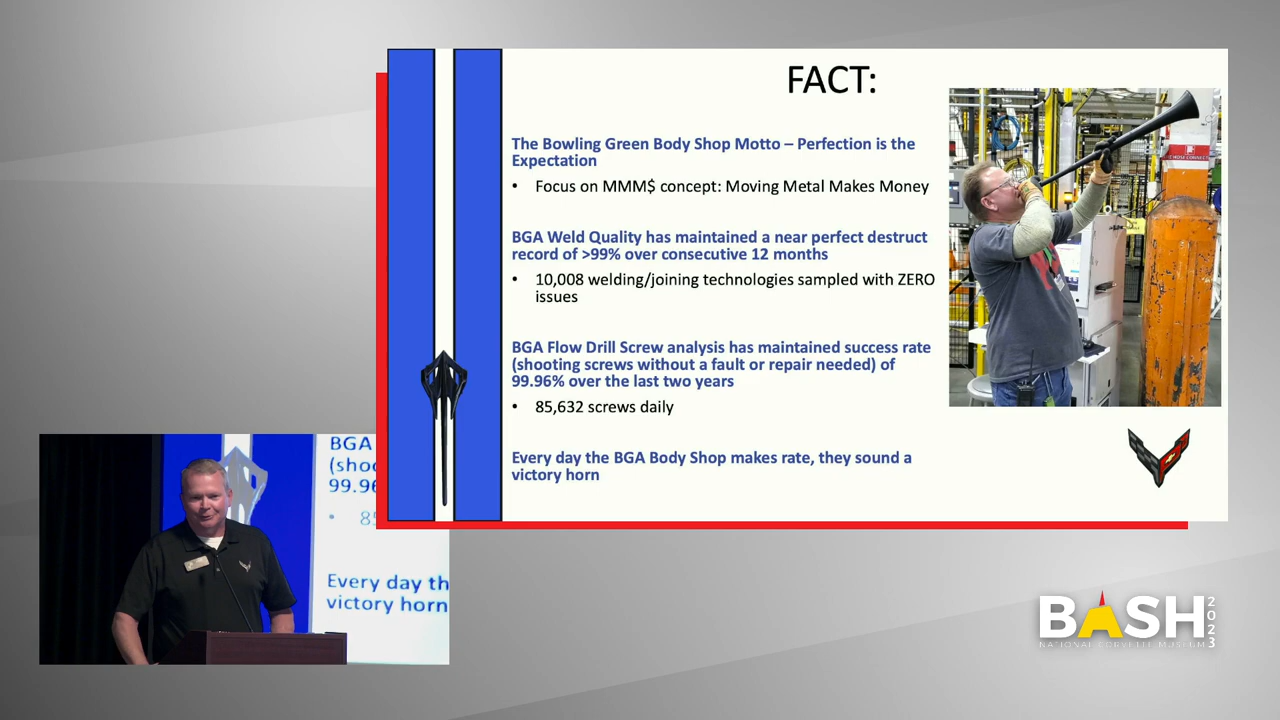 FACT:
The Bowling Green Body Shop Motto – Perfection is the
Expectation
• Focus on MMM$ concept: Moving Metal Makes Money
BGA Weld Quality has maintained a near perfect destruct
record of >99% over consecutive 12 months
• 10,008 welding/joining technologies sampled with ZERO
issues
BGA Flow Drill Screw analysis has maintained success rate
(shooting screws without a fault or repair needed) of
99.96% over the last two years
• 85,632 screws daily
Every day the BGA Body Shop makes rate, they sound a
victory horn
BGA
(shoo
99.96
• 85
Every day th
victory horn
BASH
2023
NATIONAL CORVETTE MUSEUM